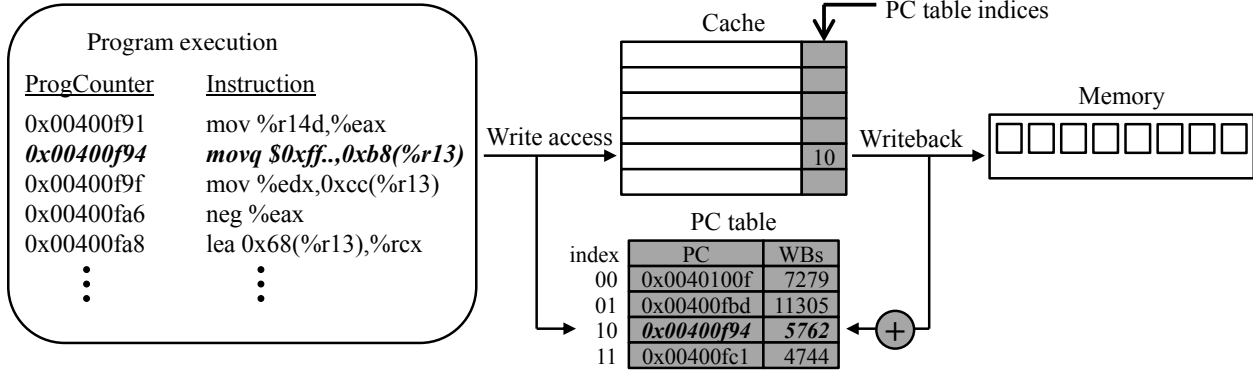 Program execution
ProgCounter Instruction
0x00400f91 mov %r14d,%eax
0x00400f94 movq $0xff..,0xb8(%r13)
0x00400f9f mov %edx,0xcc(%r13)
0x00400fa6 neg %eax
0x00400fa8 lea 0x68(%r13),%rcx
Write access
Cache
PC table indices
10
Writeback
Memory
PC table
index PC WBs
00 0x0040100f 7279
01 0x00400fbd 11305
10 0x00400f94 5762
11 0x00400fc1 4744
+